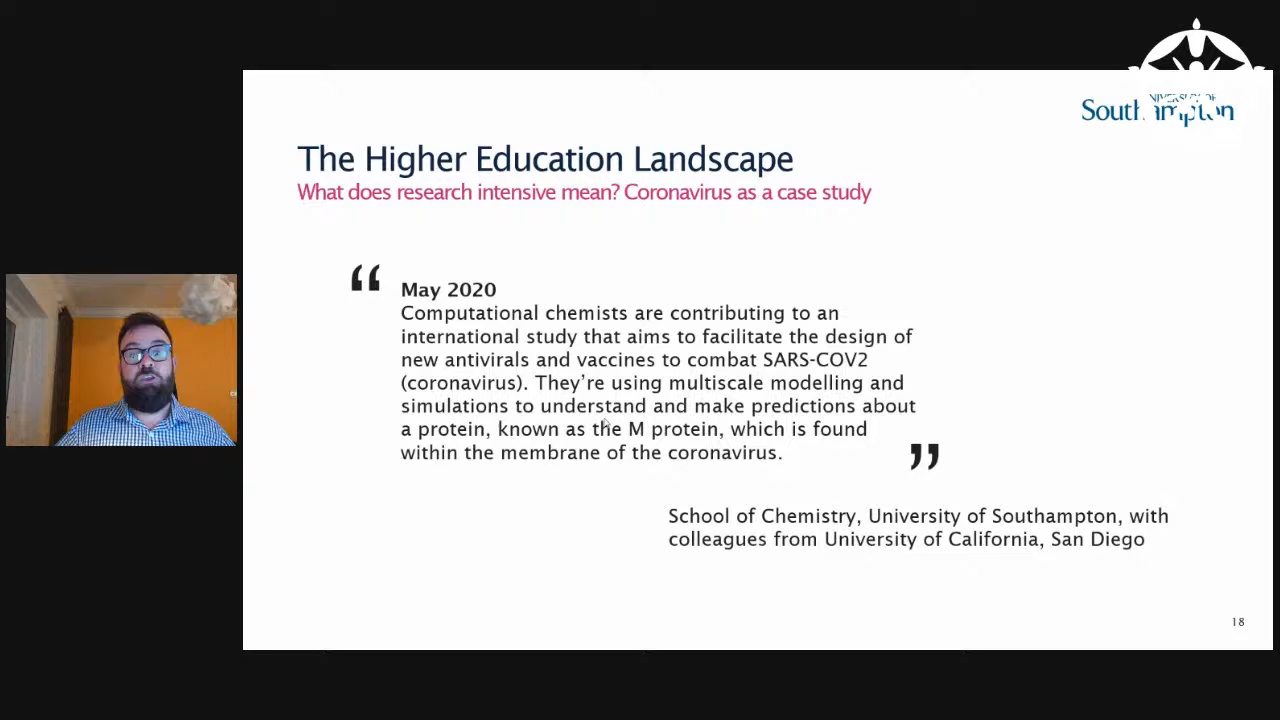 UNIVERSITY OF
Southampton
The Higher Education Landscape
What does research intensive mean? Coronavirus as a case study
“
May 2020
Computational chemists are contributing to an
international study that aims to facilitate the design of
new antivirals and vaccines to combat SARS-COV2
(coronavirus). They’re using multiscale modelling and
simulations to understand and make predictions about
a protein, known as the M protein, which is found
within the membrane of the coronavirus.
”
School of Chemistry, University of Southampton, with
colleagues from University of California, San Diego
18